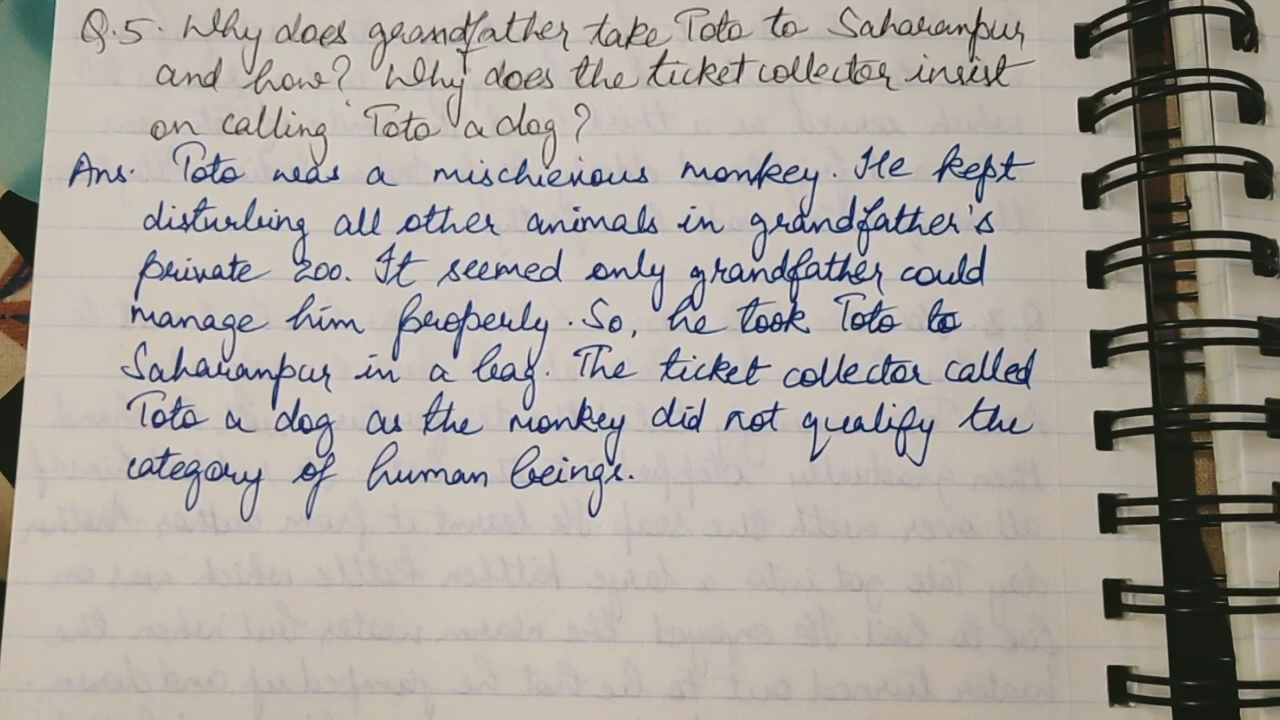 Q.5. Why does grandfather take Toto to Saharanpur
and how? Why does the ticket collector insist
on calling Toto a dog?
Ans. Toto was a mischievous monkey. He kept
disturbing all other animals in grandfather's
private zoo. It seemed only grandfather could
manage him properly. So, he took Toto to
Saharanpur in a bag. The ticket collector called
Toto a dog as the monkey did not qualify the
category of human beings.